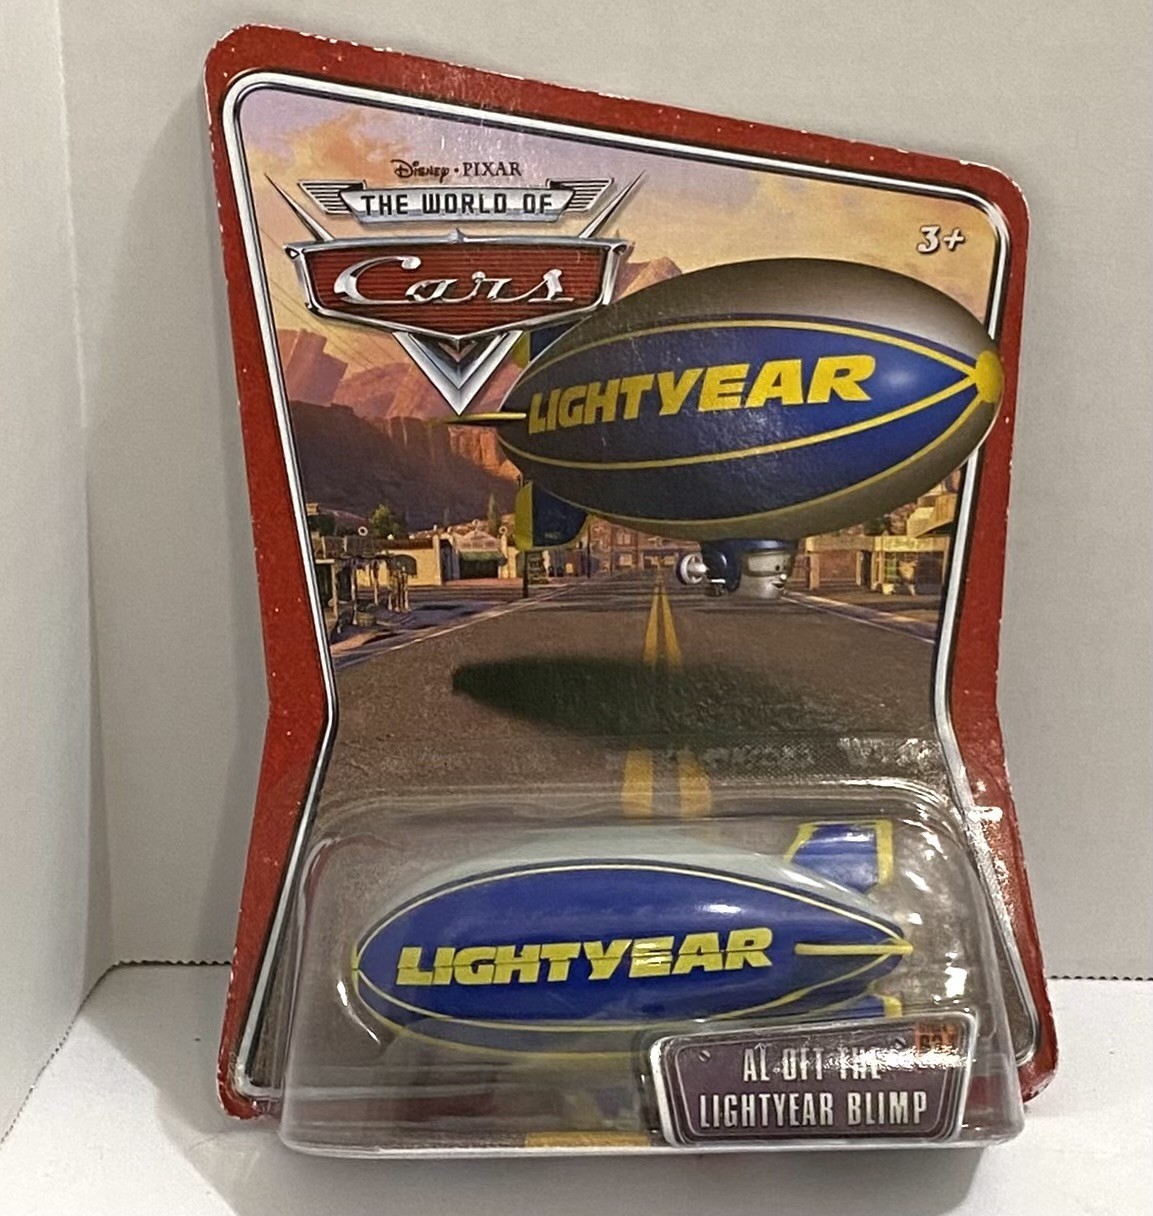 Disney • PIXAR
THE WORLD OF
Cars
3+
LIGHTYEAR
LIGHTYEAR
AL OFT THE
LIGHTYEAR BLIMP